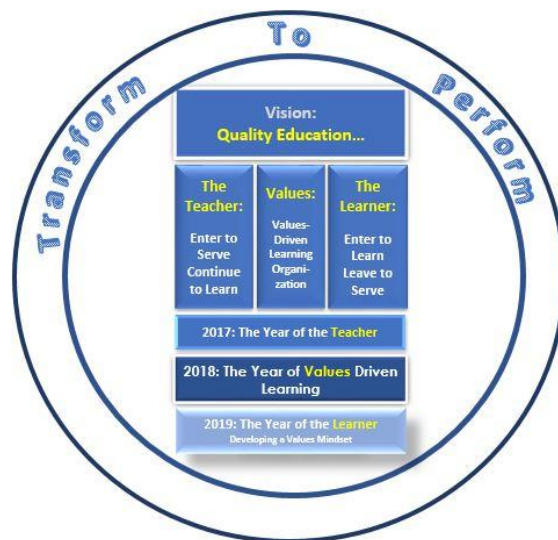 Transform To Perform
Vision:
Quality Education...
The
Teacher:
Enter to
Serve
Continue
to Learn
Values:
Values-
Driven
Learning
Organi-
zation
The
Learner:
Enter to
Learn
Leave to
Serve
2017: The Year of the Teacher
2018: The Year of Values Driven
Learning
2019: The Year of the Learner
Developing a Values Mindset